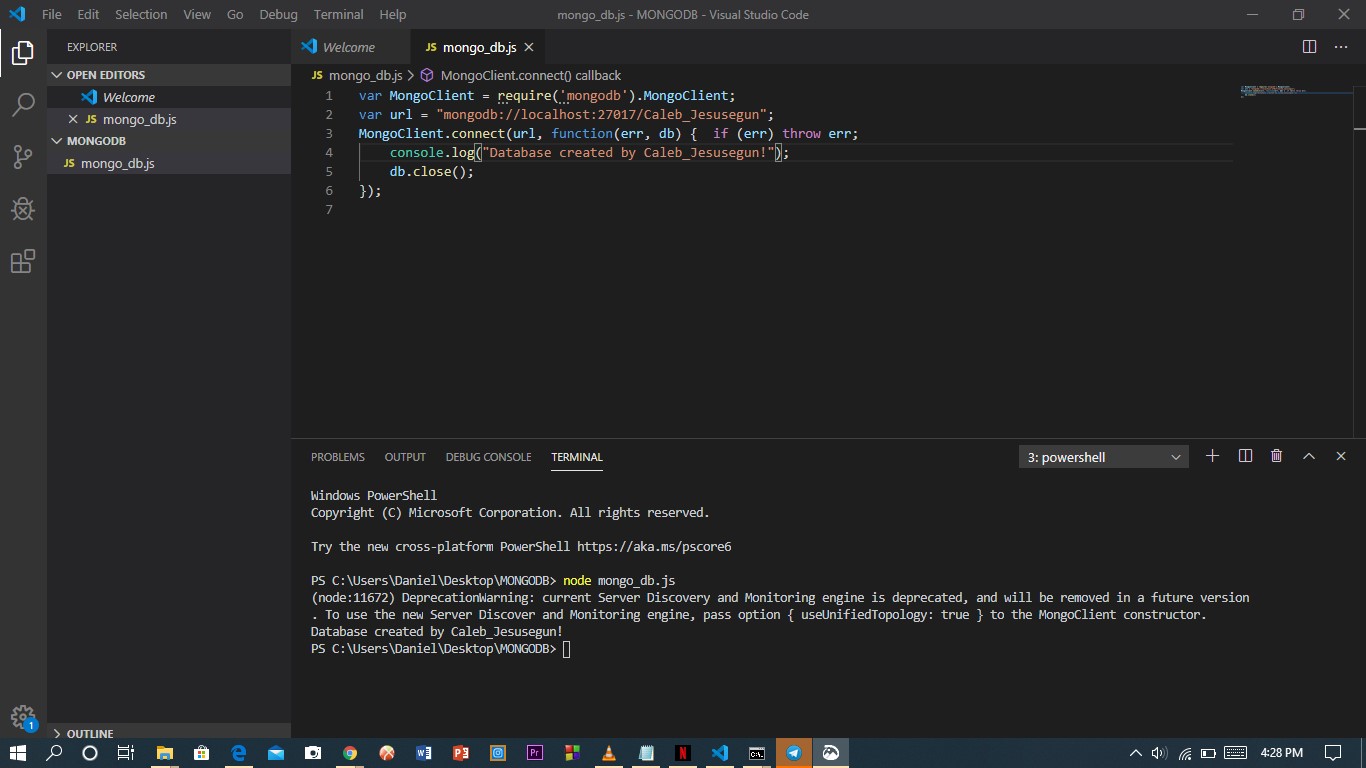 File Edit Selection View Go Debug Terminal Help
mongo_db.js - MONGODB - Visual Studio Code
EXPLORER
OPEN EDITORS
Welcome
JS mongo_db.js
MONGODB
JS mongo_db.js
OUTLINE
1
Welcome
JS mongo_db.js
JS mongo_db.js > MongoClient.connect() callback
1 var MongoClient = require('mongodb').MongoClient;
2 var url = "mongodb://localhost:27017/Caleb_Jesusegun";
3 MongoClient.connect(url, function(err, db) {  if (err) throw err;
4     console.log("Database created by Caleb_Jesusegun!");
5     db.close();
6 });
7
PROBLEMS OUTPUT DEBUG CONSOLE TERMINAL
3: powershell
Windows PowerShell
Copyright (C) Microsoft Corporation. All rights reserved.
Try the new cross-platform PowerShell https://aka.ms/pscore6
PS C:\Users\Daniel\Desktop\MONGODB> node mongo_db.js
(node:11672) DeprecationWarning: current Server Discovery and Monitoring engine is deprecated, and will be removed in a future version
. To use the new Server Discover and Monitoring engine, pass option { useUnifiedTopology: true } to the MongoClient constructor.
Database created by Caleb_Jesusegun!
PS C:\Users\Daniel\Desktop\MONGODB>
4:28 PM